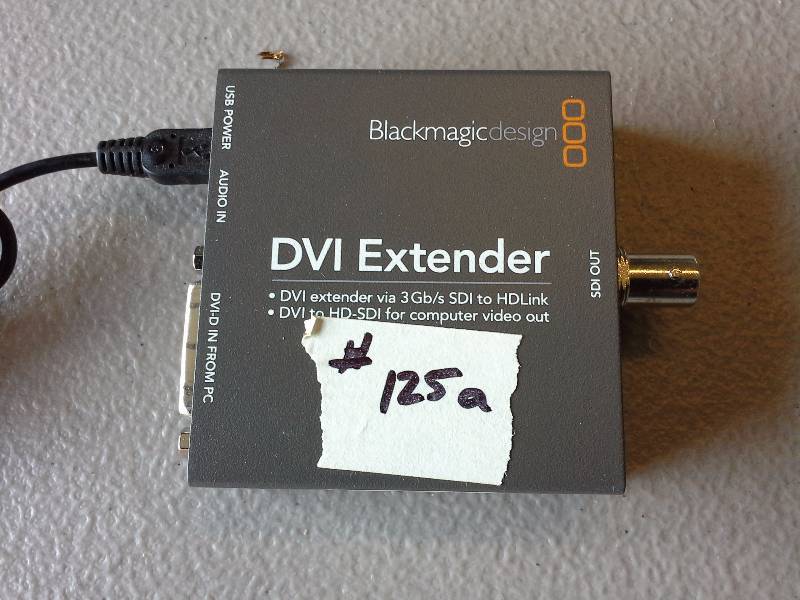 Blackmagicdesign
USB POWER
AUDIO IN
DVI-D IN FROM PC
DVI Extender
• DVI extender via 3Gb/s SDI to HDLink
• DVI to HD-SDI for computer video out
SDI OUT
# 125a